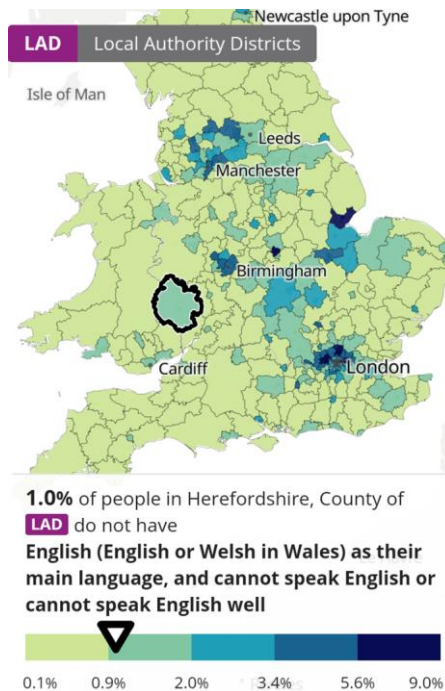 Newcastle upon Tyne
LAD Local Authority Districts
Isle of Man
Leeds
Manchester
Birmingham
Cardiff
London
1.0% of people in Herefordshire, County of
LAD do not have
English (English or Welsh in Wales) as their
main language, and cannot speak English or
cannot speak English well
0.1% 0.9% 2.0% 3.4% 5.6% 9.0%